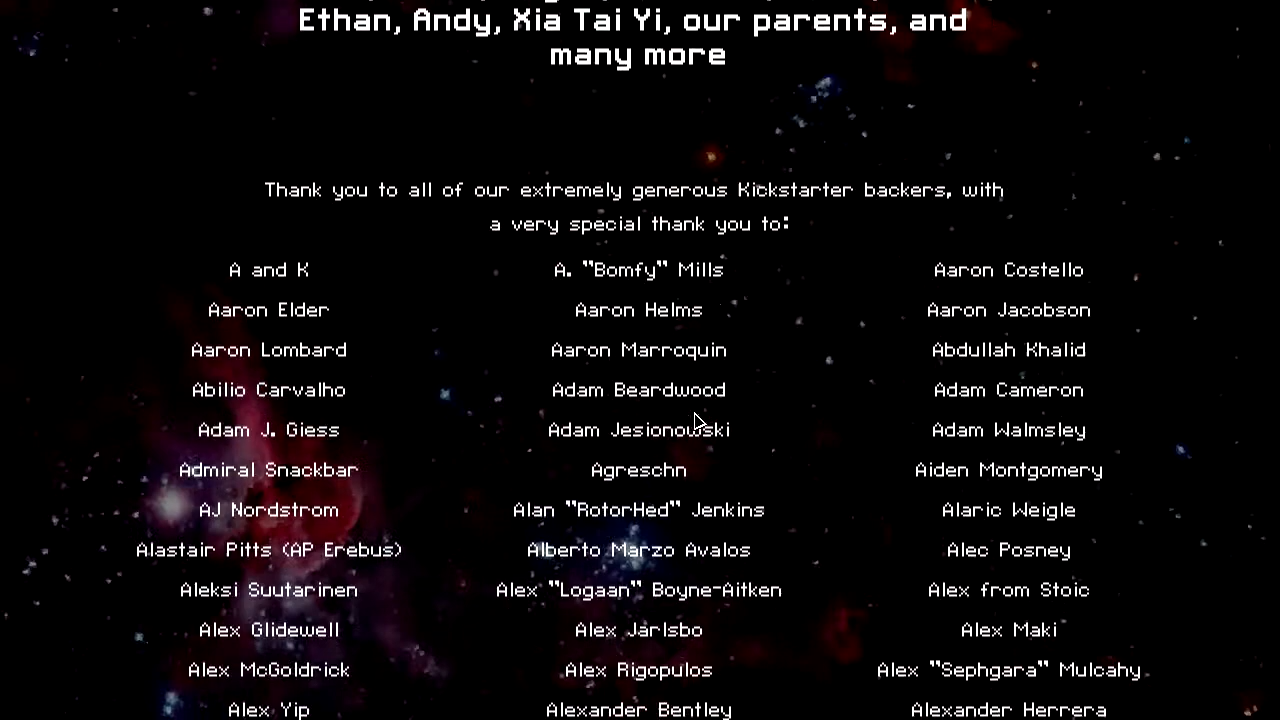 Ethan, Andy, Xia Tai Yi, our parents, and
many more
Thank you to all of our extremely generous Kickstarter backers, with
a very special thank you to:
A and K A. "Bomfy" Mills Aaron Costello
Aaron Elder Aaron Helms Aaron Jacobson
Aaron Lombard Aaron Marroquin Abdullah Khalid
Abilio Carvalho Adam Beardwood Adam Cameron
Adam J. Giess Adam Jesionowski Adam Walmsley
Admiral Snackbar Agreschn Aiden Montgomery
AJ Nordstrom Alan "RotorHed" Jenkins Alaric Weigle
Alastair Pitts (AP Erebus) Alberto Marzo Avalos Alec Posney
Aleksi Suutarinen Alex "Logaan" Boyne-Aitken Alex from Stoic
Alex Glidewell Alex Jarlsbo Alex Maki
Alex McGoldrick Alex Rigopulos Alex "Sephgara" Mulcahy
Alex Yip Alexander Bentley Alexander Herrera